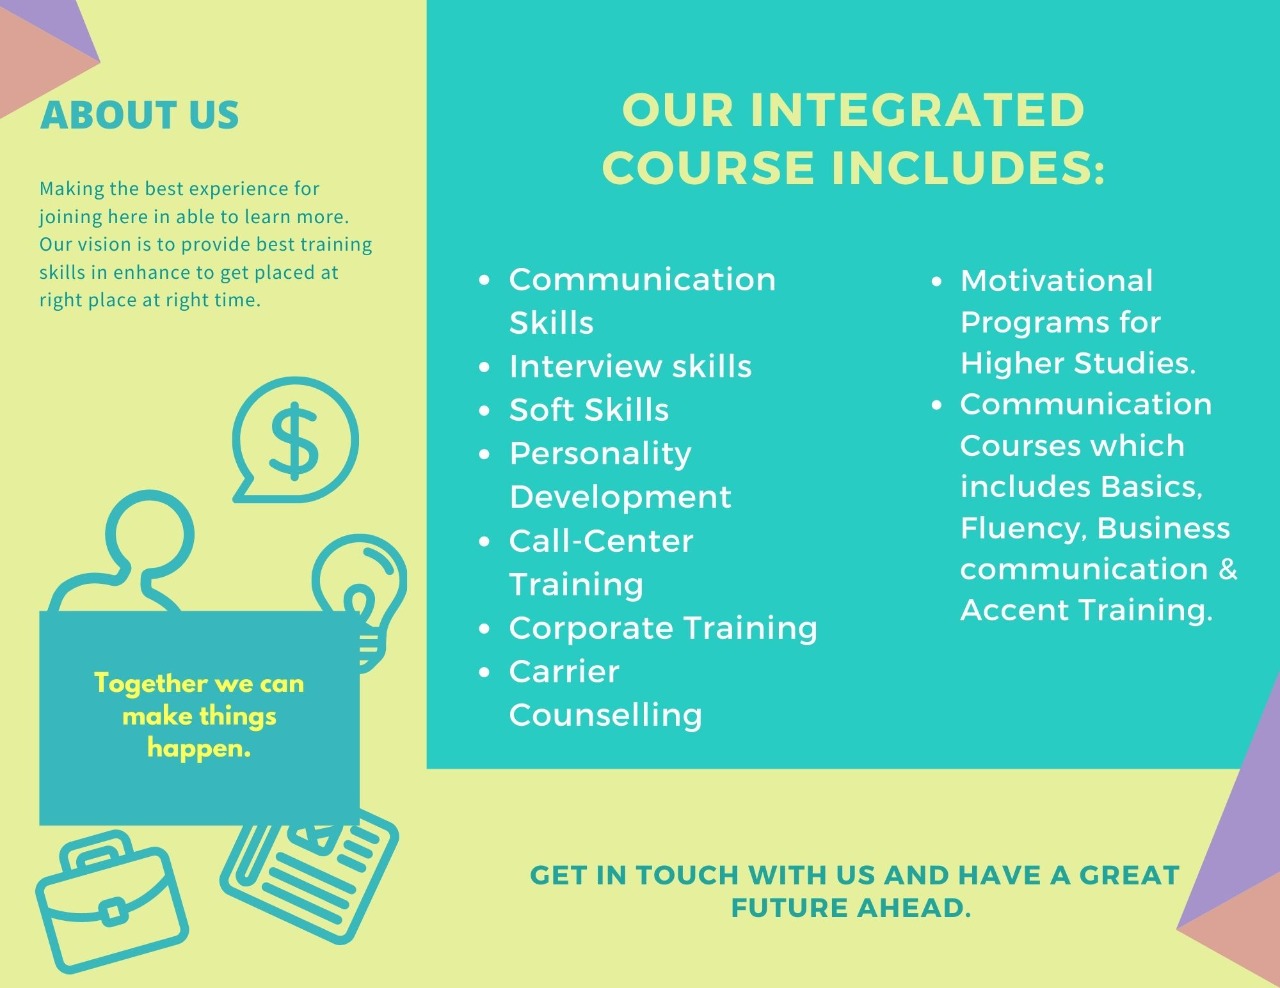 ABOUT US
Making the best experience for
joining here in able to learn more.
Our vision is to provide best training
skills in enhance to get placed at
right place at right time.
$
Together we can
make things
happen.
OUR INTEGRATED
COURSE INCLUDES:
• Communication
Skills
• Interview skills
• Soft Skills
• Personality
Development
• Call-Center
Training
• Corporate Training
• Carrier
Counselling
• Motivational
Programs for
Higher Studies.
• Communication
Courses which
includes Basics,
Fluency, Business
communication &
Accent Training.
GET IN TOUCH WITH US AND HAVE A GREAT
FUTURE AHEAD.